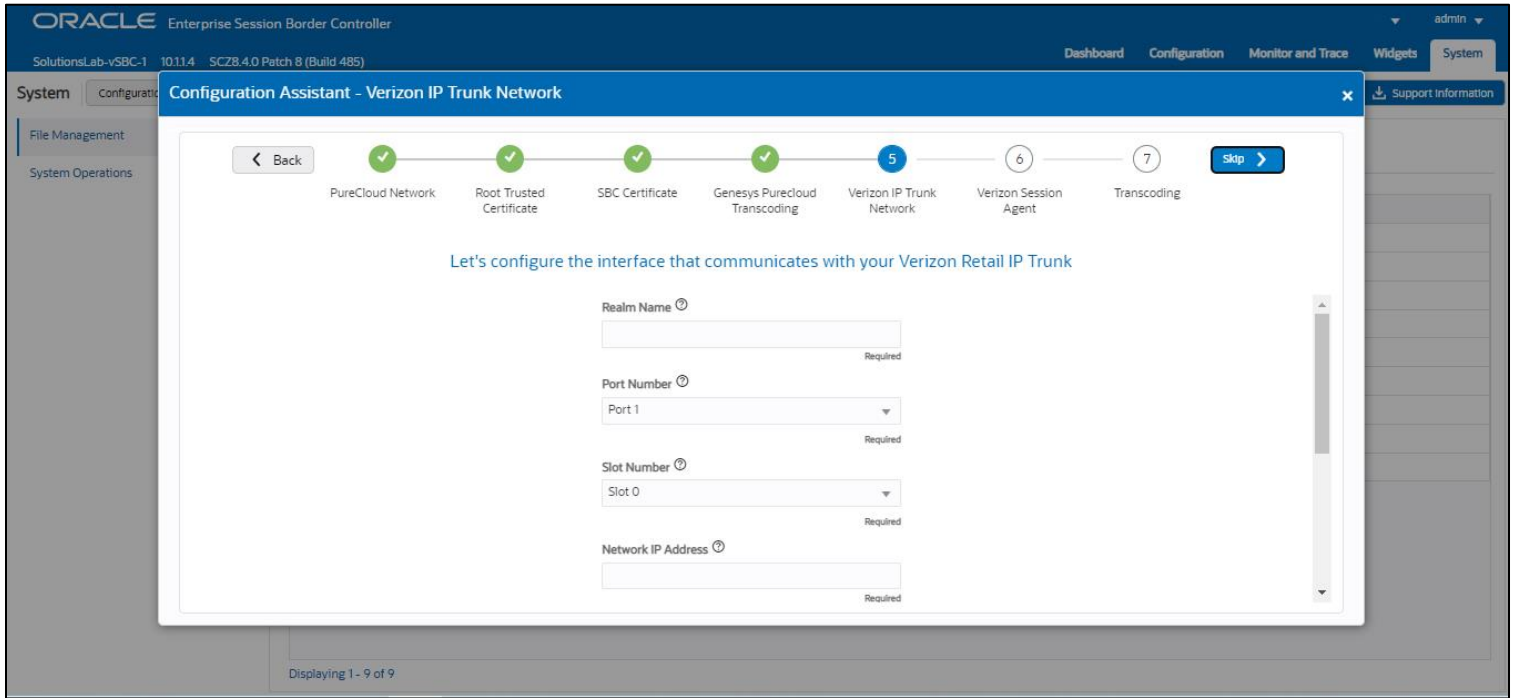 ORACLE Enterprise Session Border Controller
admin
SolutionsLab-vSBC-1 10.1.1.4 SCZ8.4.0 Patch 8 (Build 485)
Dashboard Configuration Monitor and Trace Widgets System
System
Configuration Assistant - Verizon IP Trunk Network
Support Information
File Management
System Operations
Back
5
6
7
Skip
PureCloud Network
Root Trusted
Certificate
SBC Certificate
Genesys Purecloud
Transcoding
Verizon IP Trunk
Network
Verizon Session
Agent
Transcoding
Let's configure the interface that communicates with your Verizon Retail IP Trunk
Realm Name
Required
Port Number
Port 1
Required
Slot Number
Slot 0
Required
Network IP Address
Required
Displaying 1 - 9 of 9